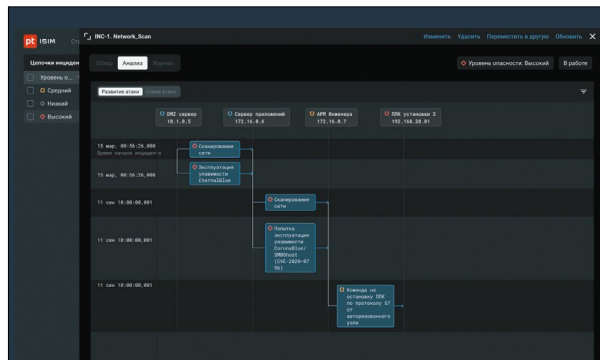 pt ISIM
INC-1. Network_Scan
Изменить Удалить Переместить в другую Обновить
Цепочки инциден
Обзор Анализ Журнал
Уровень опасности: Высокий
В работе
Уровень о...
Средний
Низкий
Высокий
Развитие атаки Схема атаки
DMZ сервер
10.1.0.5
Сервер приложений
172.16.0.6
АРМ Инженера
172.16.0.7
ПЛК установки 2
192.168.20.81
15 мар, 00:56:26,000
Время начала инцидента
Сканирование
сети
15 мар, 00:56:36,000
Эксплуатация
уязвимости
EternalBlue
11 сен 10:00:00,001
Сканирование
сети
11 сен 10:00:00,001
Попытка
эксплуатации
уязвимости
CoronaBlue/
SMBGhost
(CVE-2020-07
96)
11 сен 10:00:00,001
Команда на
остановку ПЛК
по протоколу S7
от
авторизованного
узла